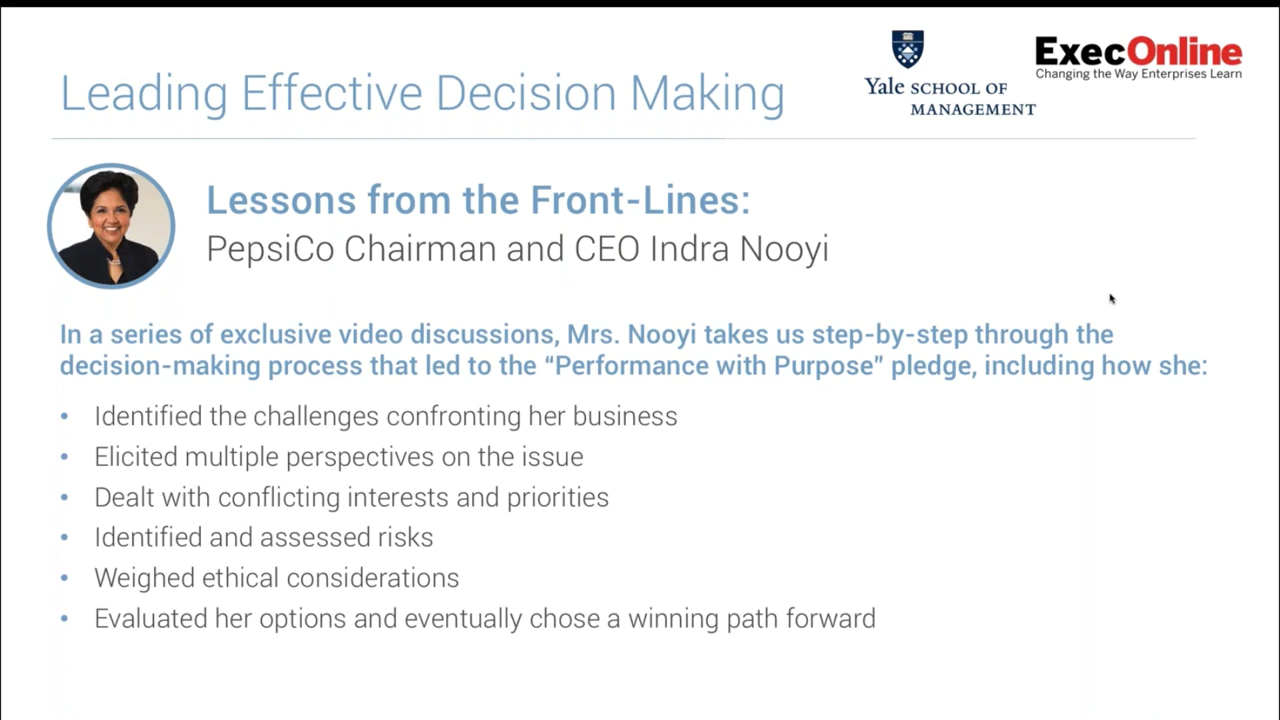 Leading Effective Decision Making
Yale SCHOOL OF
MANAGEMENT
ExecOnline
Changing the Way Enterprises Learn
Lessons from the Front-Lines:
PepsiCo Chairman and CEO Indra Nooyi
In a series of exclusive video discussions, Mrs. Nooyi takes us step-by-step through the
decision-making process that led to the “Performance with Purpose” pledge, including how she:
• Identified the challenges confronting her business
• Elicited multiple perspectives on the issue
• Dealt with conflicting interests and priorities
• Identified and assessed risks
• Weighed ethical considerations
• Evaluated her options and eventually chose a winning path forward